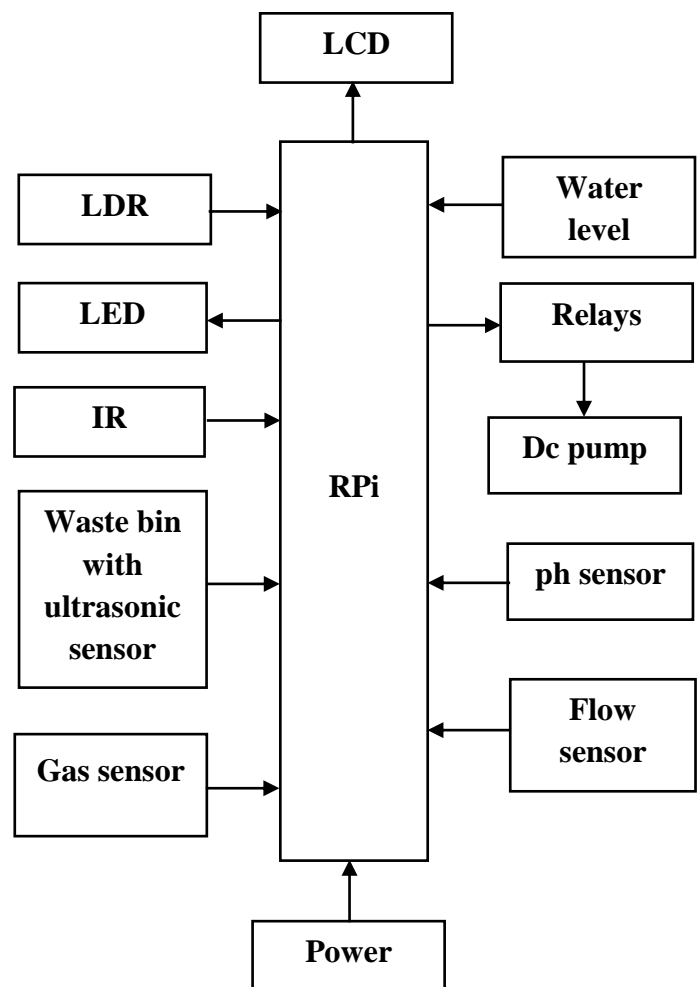 LCD
LDR
Water
level
LED
Relays
IR
Dc pump
RPi
Waste bin
with
ultrasonic
sensor
ph sensor
Flow
sensor
Gas sensor
Power